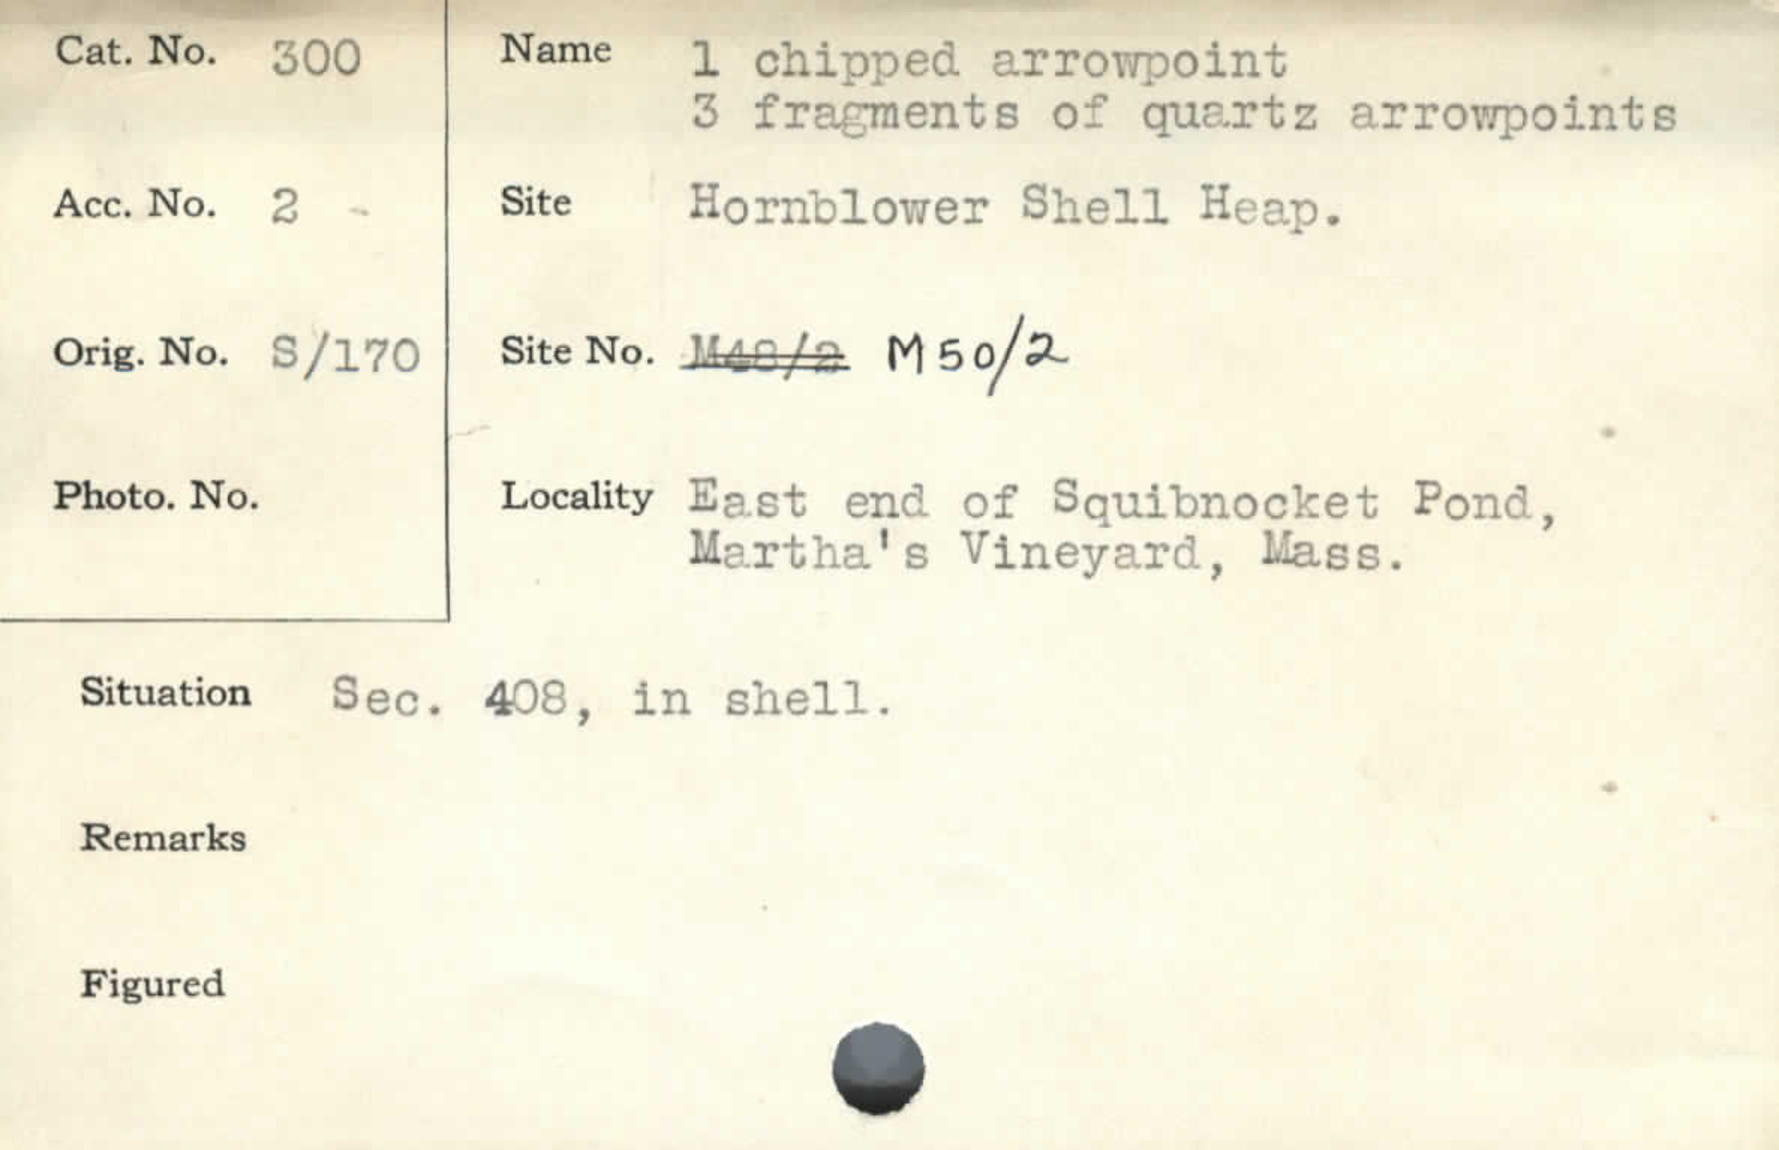 Cat. No. 300
Name 1 chipped arrowpoint
3 fragments of quartz arrowpoints
Acc. No. 2 -
Site Hornblower Shell Heap.
Orig. No. S/170
Site No. M48/2 M50/2
Photo. No.
Locality East end of Squibnocket Pond,
Martha's Vineyard, Mass.
Situation Sec. 408, in shell.
Remarks
Figured